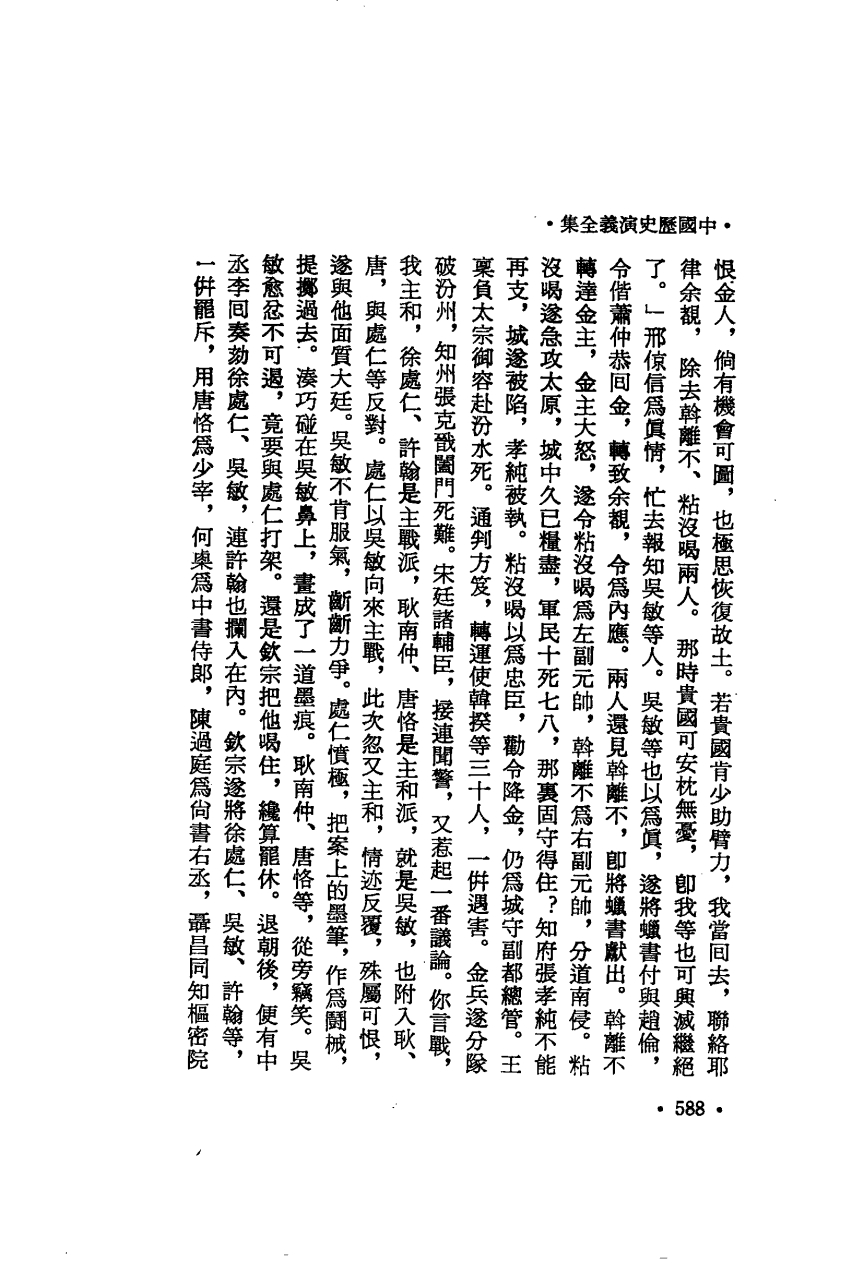 •中國歷史演義全集•
恨金人，倘有機會可圖，也極思恢復故土。若貴國肯少助臂力，我當回去，聯絡耶
律余覩，除去斡離不、粘沒喝兩人。那時貴國可安枕無憂，卽我等也可興滅繼絕
了。」邢倞信爲眞情，忙去報知吳敏等人。吳敏等也以爲眞，遂將蠟書付與趙倫，
令偕蕭仲恭回金，轉致余覩，令爲內應。兩人還見斡離不，卽將蠟書獻出。斡離不
轉達金主，金主大怒，遂令粘沒喝爲左副元帥，斡離不爲右副元帥，分道南侵。粘
沒喝遂急攻太原，城中久已糧盡，軍民十死七八，那裏固守得住？知府張孝純不能
再支，城遂被陷，孝純被執。粘沒喝以爲忠臣，勸令降金，仍爲城守副都總管。王
稟負太宗御容赴汾水死。通判方笈，轉運使韓揆等三十人，一倂遇害。金兵遂分隊
破汾州，知州張克戩闔門死難。宋廷諸輔臣，接連聞警，又惹起一番議論。你言戰，
我主和，徐處仁、許翰是主戰派，耿南仲、唐恪是主和派，就是吳敏，也附入耿、
唐，與處仁等反對。處仁以吳敏向來主戰，此次忽又主和，情迹反覆，殊屬可恨，
遂與他面質大廷。吳敏不肯服氣，齗齗力爭。處仁憤極，把案上的墨筆，作爲鬪械，
提擲過去。湊巧碰在吳敏鼻上，畫成了一道墨痕。耿南仲、唐恪等，從旁竊笑。吳
敏愈忿不可遏，竟要與處仁打架。還是欽宗把他喝住，纔算罷休。退朝後，便有中
丞李回奏劾徐處仁、吳敏，連許翰也攔入在內。欽宗遂將徐處仁、吳敏、許翰等，
一倂罷斥，用唐恪爲少宰，何㮚爲中書侍郎，陳過庭爲尙書右丞，聶昌同知樞密院
•588•